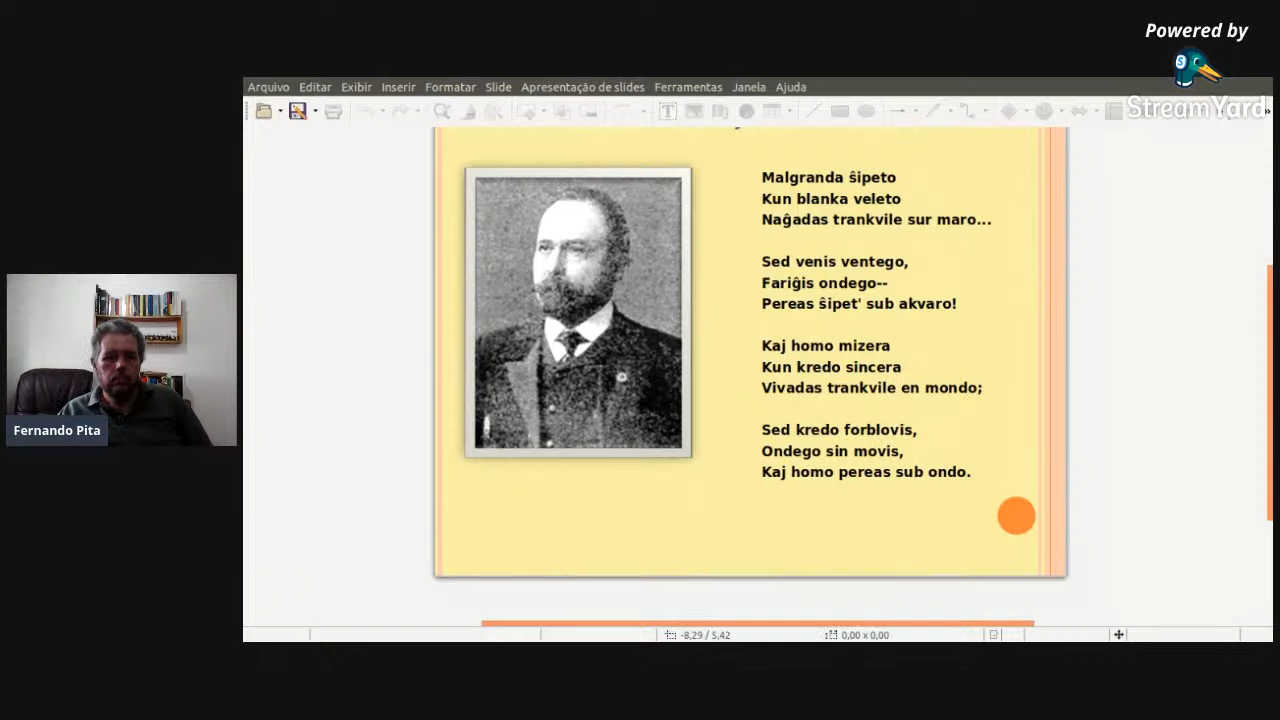 Powered by
StreamYard
Arquivo Editar Exibir Inserir Formatar Slide Apresentação de slides Ferramentas Janela Ajuda
Malgranda ŝipeto
Kun blanka veleto
Naĝadas trankvile sur maro...
Sed venis ventego,
Fariĝis ondego--
Pereas ŝipet' sub akvaro!
Kaj homo mizera
Kun kredo sincera
Vivadas trankvile en mondo;
Sed kredo forblovis,
Ondego sin movis,
Kaj homo pereas sub ondo.
Fernando Pita
-8,29 / 5,42 0,00 x 0,00